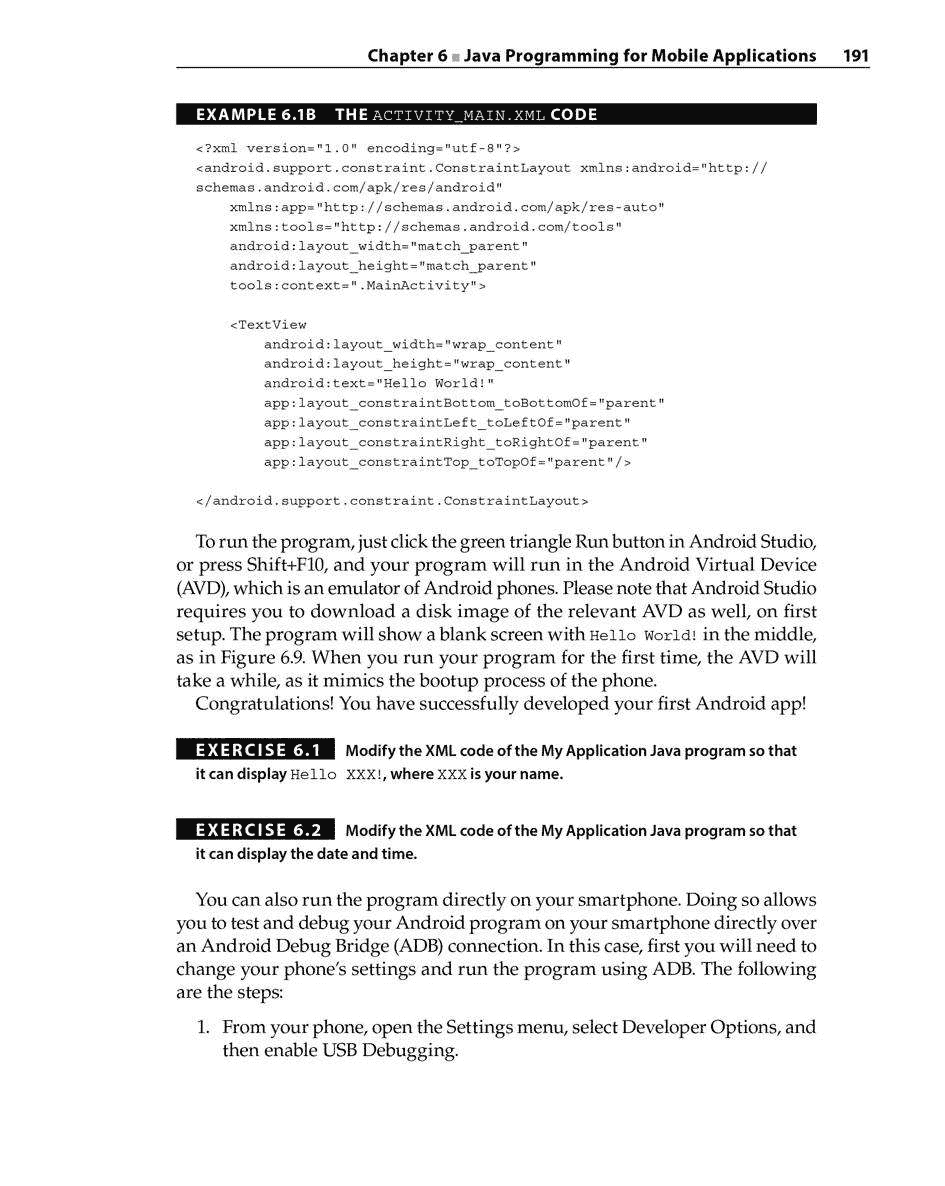 Chapter 6 ■ Java Programming for Mobile Applications 191
EXAMPLE 6.1B THE ACTIVITY_MAIN.XML CODE
<?xml version="1.0" encoding="utf-8"?>
<android.support.constraint.ConstraintLayout xmlns:android="http://
schemas.android.com/apk/res/android"
xmlns:app="http://schemas.android.com/apk/res-auto"
xmlns:tools="http://schemas.android.com/tools"
android:layout_width="match_parent"
android:layout_height="match_parent"
tools:context=".MainActivity">
<TextView
android:layout_width="wrap_content"
android:layout_height="wrap_content"
android:text="Hello World!"
app:layout_constraintBottom_toBottomOf="parent"
app:layout_constraintLeft_toLeftOf="parent"
app:layout_constraintRight_toRightOf="parent"
app:layout_constraintTop_toTopOf="parent"/>
</android.support.constraint.ConstraintLayout>
To run the program, just click the green triangle Run button in Android Studio,
or press Shift+F10, and your program will run in the Android Virtual Device
(AVD), which is an emulator of Android phones. Please note that Android Studio
requires you to download a disk image of the relevant AVD as well, on first
setup. The program will show a blank screen with Hello World! in the middle,
as in Figure 6.9. When you run your program for the first time, the AVD will
take a while, as it mimics the bootup process of the phone.
Congratulations! You have successfully developed your first Android app!
EXERCISE 6.1 Modify the XML code of the My Application Java program so that
it can display Hello XXX!, where XXX is your name.
EXERCISE 6.2 Modify the XML code of the My Application Java program so that
it can display the date and time.
You can also run the program directly on your smartphone. Doing so allows
you to test and debug your Android program on your smartphone directly over
an Android Debug Bridge (ADB) connection. In this case, first you will need to
change your phone's settings and run the program using ADB. The following
are the steps:
1. From your phone, open the Settings menu, select Developer Options, and
then enable USB Debugging.